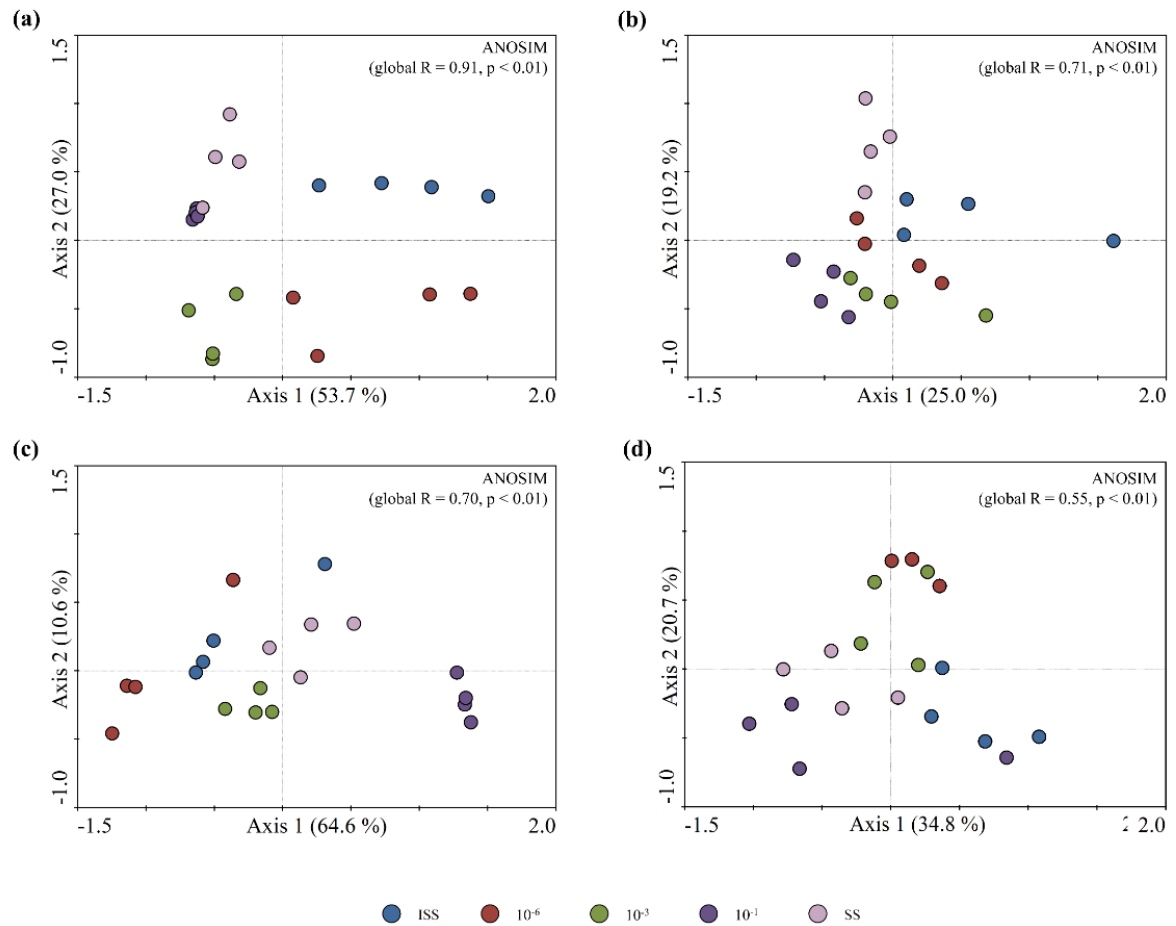 (a)
1.5
ANOSIM
(global R = 0.91, p < 0.01)
Axis 2 (27.0 %)
-1.0
-1.5
Axis 1 (53.7 %)
2.0
(b)
1.5
ANOSIM
(global R = 0.71, p < 0.01)
Axis 2 (19.2 %)
-1.0
-1.5
Axis 1 (25.0 %)
2.0
(c)
1.5
ANOSIM
(global R = 0.70, p < 0.01)
Axis 2 (10.6 %)
-1.0
-1.5
Axis 1 (64.6 %)
2.0
(d)
1.5
ANOSIM
(global R = 0.55, p < 0.01)
Axis 2 (20.7 %)
-1.0
-1.5
Axis 1 (34.8 %)
2.0
ISS
10⁻⁶
10⁻³
10⁻¹
SS